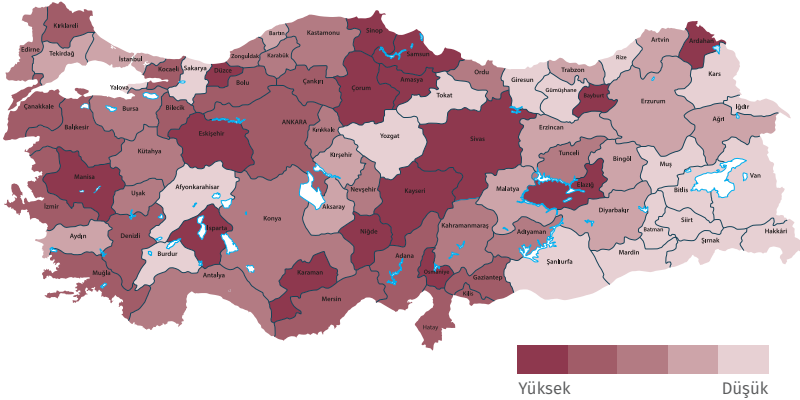 Kırklareli
Edirne
Tekirdağ
İstanbul
Kocaeli
Yalova
Sakarya
Düzce
Bolu
Zonguldak
Bartın
Karabük
Kastamonu
Çankırı
Sinop
Samsun
Amasya
Çorum
Tokat
Ordu
Giresun
Gümüşhane
Trabzon
Rize
Artvin
Ardahan
Kars
Iğdır
Ağrı
Erzurum
Bayburt
Erzincan
Sivas
Yozgat
Kırıkkale
ANKARA
Eskişehir
Bilecik
Bursa
Çanakkale
Balıkesir
Kütahya
Manisa
Uşak
Afyonkarahisar
İzmir
Aydın
Denizli
Muğla
Burdur
Isparta
Antalya
Konya
Kırşehir
Nevşehir
Aksaray
Niğde
Kayseri
Karaman
Mersin
Adana
Osmaniye
Hatay
Kilis
Gaziantep
Kahramanmaraş
Malatya
Adıyaman
Şanlıurfa
Elazığ
Tunceli
Bingöl
Diyarbakır
Muş
Bitlis
Van
Batman
Siirt
Mardin
Şırnak
Hakkâri
Yüksek
Düşük